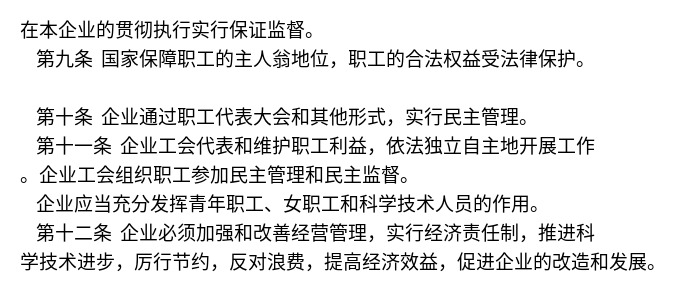 在本企业的贯彻执行实行保证监督。
第九条 国家保障职工的主人翁地位，职工的合法权益受法律保护。
第十条 企业通过职工代表大会和其他形式，实行民主管理。
第十一条 企业工会代表和维护职工利益，依法独立自主地开展工作
。企业工会组织职工参加民主管理和民主监督。
企业应当充分发挥青年职工、女职工和科学技术人员的作用。
第十二条 企业必须加强和改善经营管理，实行经济责任制，推进科
学技术进步，厉行节约，反对浪费，提高经济效益，促进企业的改造和发展。